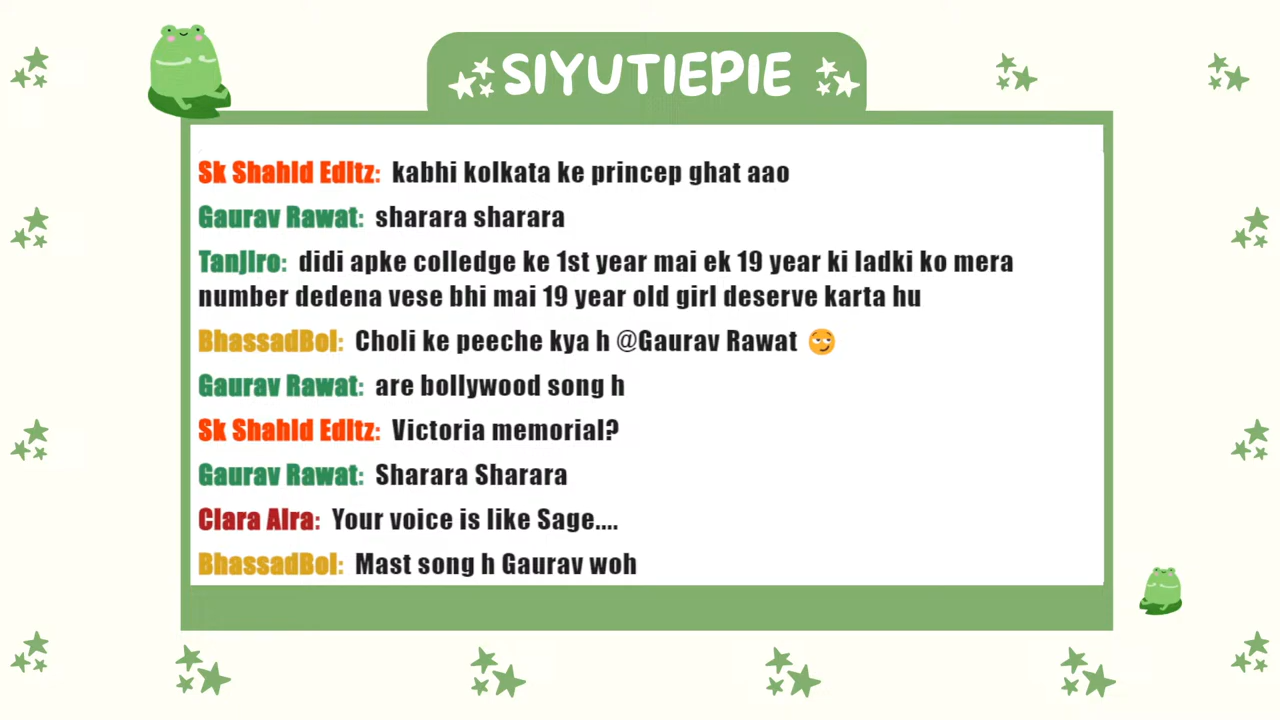 SIYUTIEPIE
Sk Shahid Editz: kabhi kolkata ke princep ghat aao
Gaurav Rawat: sharara sharara
Tanjiro: didi apke colledge ke 1st year mai ek 19 year ki ladki ko mera
number dedena vese bhi mai 19 year old girl deserve karta hu
BhassadBol: Choli ke peeche kya h @Gaurav Rawat 😏
Gaurav Rawat: are bollywood song h
Sk Shahid Editz: Victoria memorial?
Gaurav Rawat: Sharara Sharara
Clara Aira: Your voice is like Sage....
BhassadBol: Mast song h Gaurav woh